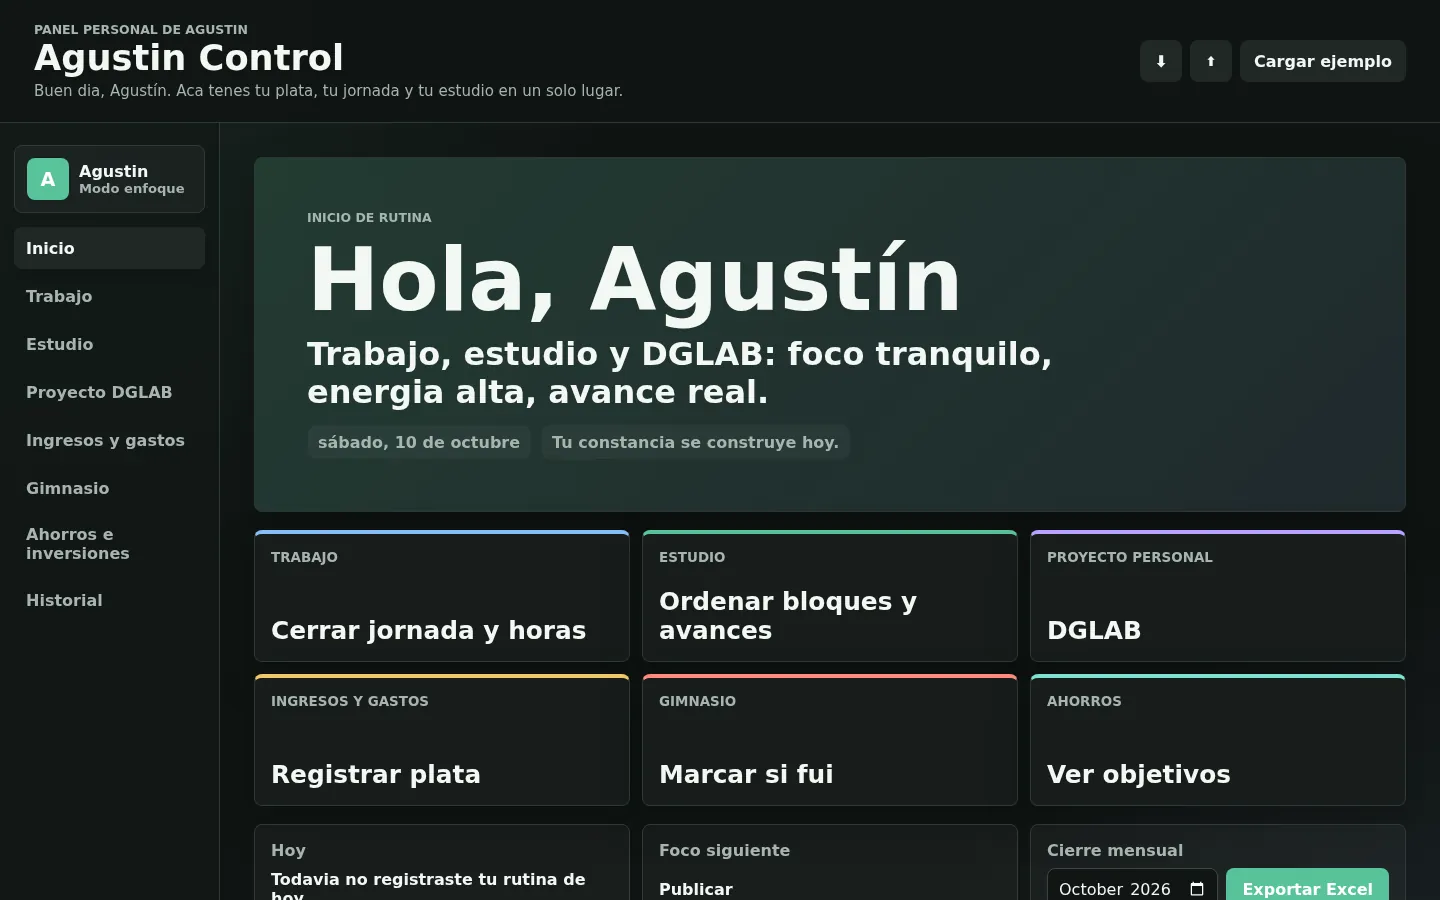 PANEL PERSONAL DE AGUSTIN
Agustin Control
Buen dia, Agustín. Aca tenes tu plata, tu jornada y tu estudio en un solo lugar.
⬇
⬆
Cargar ejemplo
A
Agustin
Modo enfoque
Inicio
Trabajo
Estudio
Proyecto DGLAB
Ingresos y gastos
Gimnasio
Ahorros e
inversiones
Historial
INICIO DE RUTINA
Hola, Agustín
Trabajo, estudio y DGLAB: foco tranquilo,
energia alta, avance real.
sábado, 10 de octubre
Tu constancia se construye hoy.
TRABAJO
Cerrar jornada y horas
ESTUDIO
Ordenar bloques y
avances
PROYECTO PERSONAL
DGLAB
INGRESOS Y GASTOS
Registrar plata
GIMNASIO
Marcar si fui
AHORROS
Ver objetivos
Hoy
Todavia no registraste tu rutina de
hoy
Foco siguiente
Publicar
Cierre mensual
October 2026
Exportar Excel